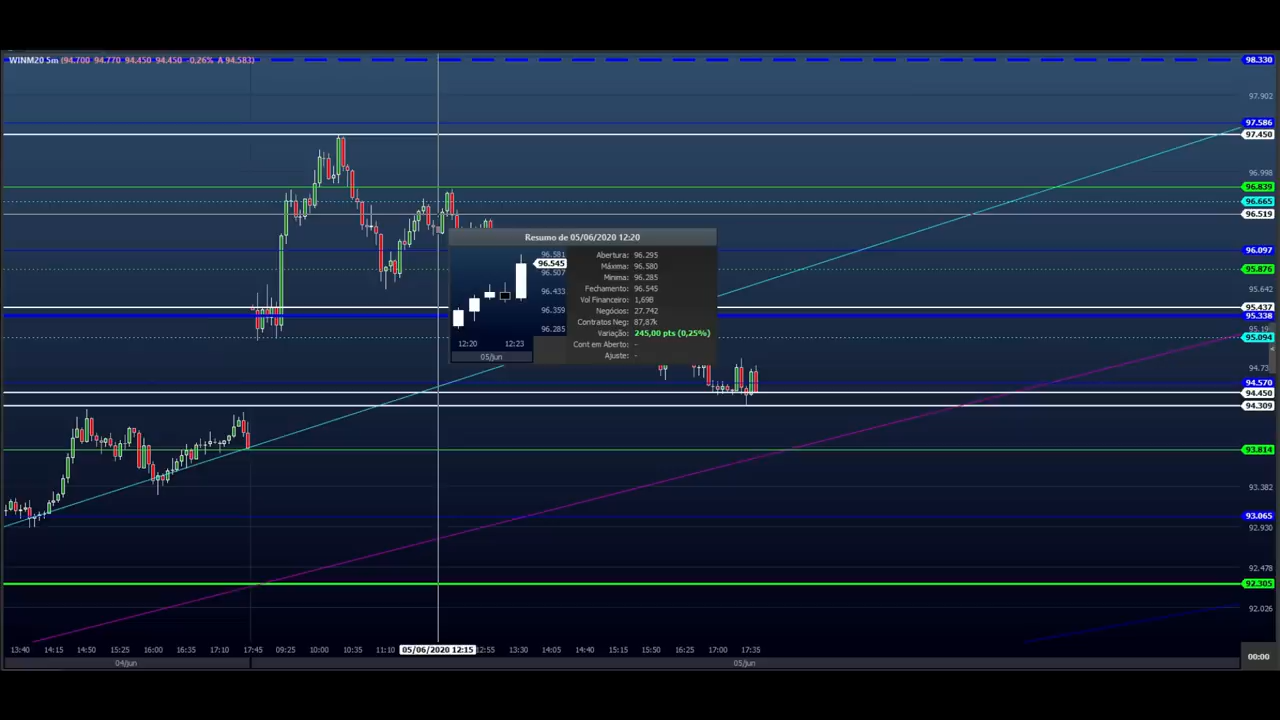 WINM20 5m (94.700 94.770 94.450 94.450 -0,26% A 94.583)
98.330
97.902
97.586
97.450
96.998
96.839
96.665
96.519
96.097
95.876
95.642
95.437
95.338
95.19
95.094
94.73
94.570
94.450
94.309
93.814
93.382
93.065
92.930
92.478
92.305
92.026
Resumo de 05/06/2020 12:20
96.581
96.545
96.507
96.433
96.359
96.285
12:20 12:23
05/jun
Abertura: 96.295
Máxima: 96.580
Mínima: 96.285
Fechamento: 96.545
Vol Financeiro: 1,69B
Negócios: 27.742
Contratos Neg: 87,87k
Variação: 245,00 pts (0,25%)
Cont em Aberto: -
Ajuste: -
13:40 14:15 14:50 15:25 16:00 16:35 17:10 17:45 09:25 10:00 10:35 11:10 05/06/2020 12:15 12:55 13:30 14:05 14:40 15:15 15:50 16:25 17:00 17:35
04/jun 05/jun
00:00